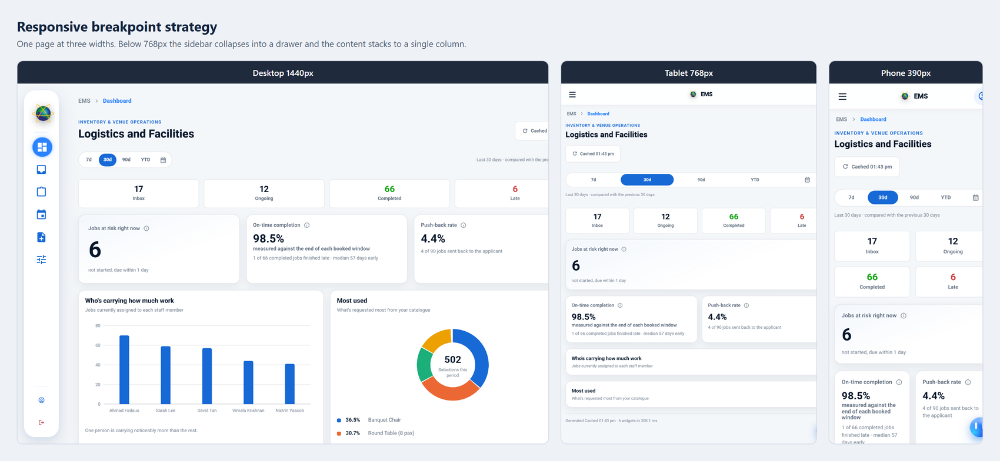 Responsive breakpoint strategy
One page at three widths. Below 768px the sidebar collapses into a drawer and the content stacks to a single column.
Desktop 1440px
EMS > Dashboard
INVENTORY & VENUE OPERATIONS
Logistics and Facilities
Cached
7d 30d 90d YTD
Last 30 days · compared with the pre
17
Inbox
12
Ongoing
66
Completed
6
Late
Jobs at risk right now
6
not started, due within 1 day
On-time completion
98.5%
measured against the end of each booked window
1 of 66 completed jobs finished late · median 57 days early
Push-back rate
4.4%
4 of 90 jobs sent back to the applicant
Who's carrying how much work
Jobs currently assigned to each staff member
80
60
40
20
0
Ahmad Firdaus Sarah Lee David Tan Vimala Krishnan Nazrin Yaacob
One person is carrying noticeably more than the rest.
Most used
What's requested most from your catalogue
502
Selections this
period
36.5% Banquet Chair
30.7% Round Table (8 pax)
Tablet 768px
EMS
EMS > Dashboard
INVENTORY & VENUE OPERATIONS
Logistics and Facilities
Cached 01:43 pm
7d 30d 90d YTD
Last 30 days · compared with the previous 30 days
17
Inbox
12
Ongoing
66
Completed
6
Late
Jobs at risk right now
6
not started, due within 1 day
On-time completion
98.5%
measured against the end of each booked window
1 of 66 completed jobs finished late · median 57 days early
Push-back rate
4.4%
4 of 90 jobs sent back to the applicant
Who's carrying how much work
Jobs currently assigned to each staff member
Most used
What's requested most from your catalogue
Generated Cached 01:43 pm · 6 widgets in 308.1 ms
Phone 390px
EMS
EMS > Dashboard
INVENTORY & VENUE OPERATIONS
Logistics and Facilities
Cached 01:43 pm
7d 30d 90d YTD
Last 30 days · compared with the previous 30 days
17
Inbox
12
Ongoing
66
Completed
6
Late
Jobs at risk right now
6
not started, due within 1 day
On-time completion
98.5%
measured against the
end of each booked
window
1 of 66 completed jobs
finished late · median 57
days early
Push-back rate
4.4%
4 of 90 jobs sent back to
the applicant